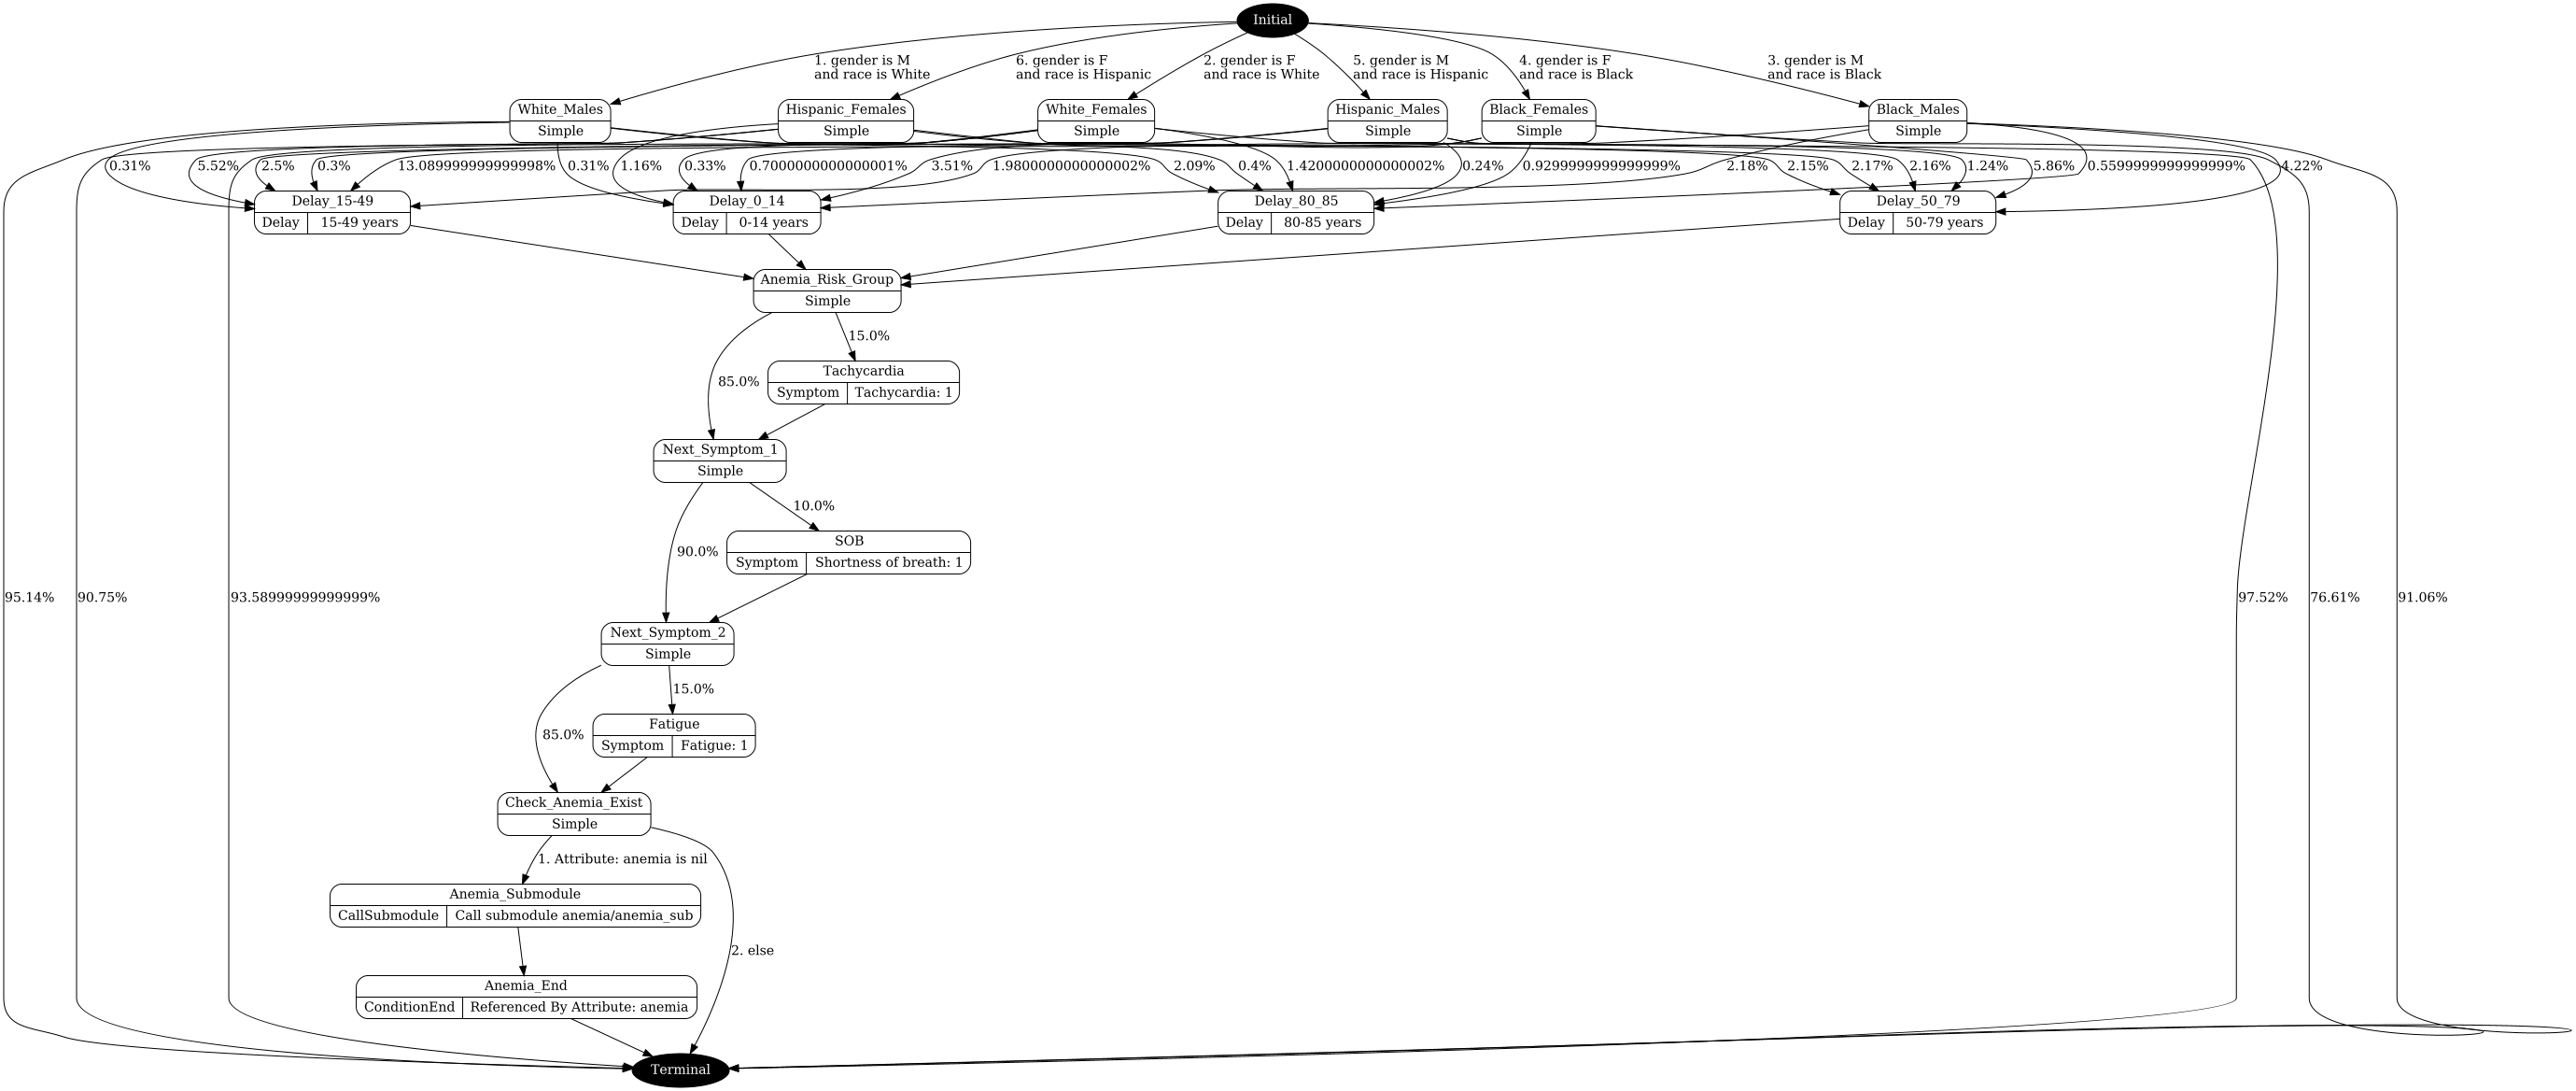 Initial
1. gender is M
and race is White
6. gender is F
and race is Hispanic
2. gender is F
and race is White
5. gender is M
and race is Hispanic
4. gender is F
and race is Black
3. gender is M
and race is Black
White_Males
Simple
Hispanic_Females
Simple
White_Females
Simple
Hispanic_Males
Simple
Black_Females
Simple
Black_Males
Simple
0.31%
5.52%
2.5%
0.3%
13.089999999999998%
0.31%
1.16%
0.33%
0.7000000000000001%
3.51%
1.9800000000000002%
2.09%
0.4%
1.4200000000000002%
0.24%
0.9299999999999999%
2.18%
2.15%
2.17%
2.16%
1.24%
5.86%
0.5599999999999999%
4.22%
Delay_15-49
Delay 15-49 years
Delay_0_14
Delay 0-14 years
Delay_80_85
Delay 80-85 years
Delay_50_79
Delay 50-79 years
Anemia_Risk_Group
Simple
15.0%
85.0%
Tachycardia
Symptom Tachycardia: 1
Next_Symptom_1
Simple
10.0%
90.0%
SOB
Symptom Shortness of breath: 1
95.14%
90.75%
93.58999999999999%
97.52%
76.61%
91.06%
Next_Symptom_2
Simple
15.0%
85.0%
Fatigue
Symptom Fatigue: 1
Check_Anemia_Exist
Simple
1. Attribute: anemia is nil
Anemia_Submodule
CallSubmodule Call submodule anemia/anemia_sub
2. else
Anemia_End
ConditionEnd Referenced By Attribute: anemia
Terminal